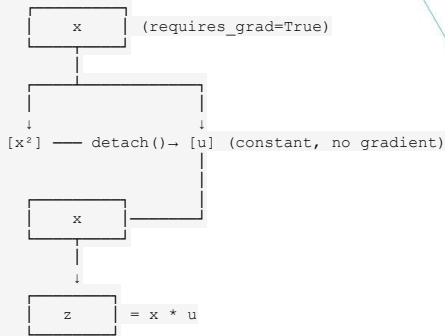 x (requires_grad=True)
[x²] ─── detach()→ [u] (constant, no gradient)
x
z = x * u